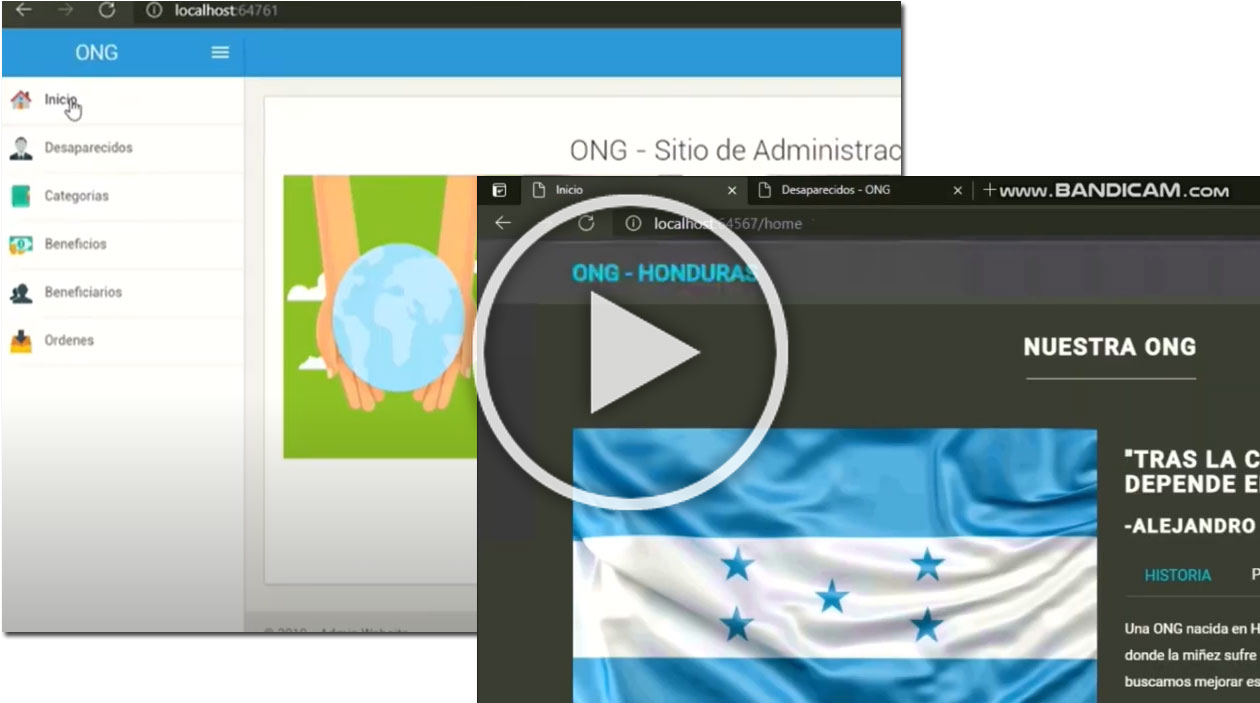 localhost:64761
ONG
Inicio
Desaparecidos
Categorias
Beneficios
Beneficiarios
Ordenes
ONG - Sitio de Administrac
© 2019 - Admin Website
Inicio
Desaparecidos - ONG
www.BANDICAM.com
localhost:64567/home
ONG - HONDURAS
NUESTRA ONG
"TRAS LA C
DEPENDE E
-ALEJANDRO
HISTORIA P
Una ONG nacida en H
donde la miñez sufre
buscamos mejorar es